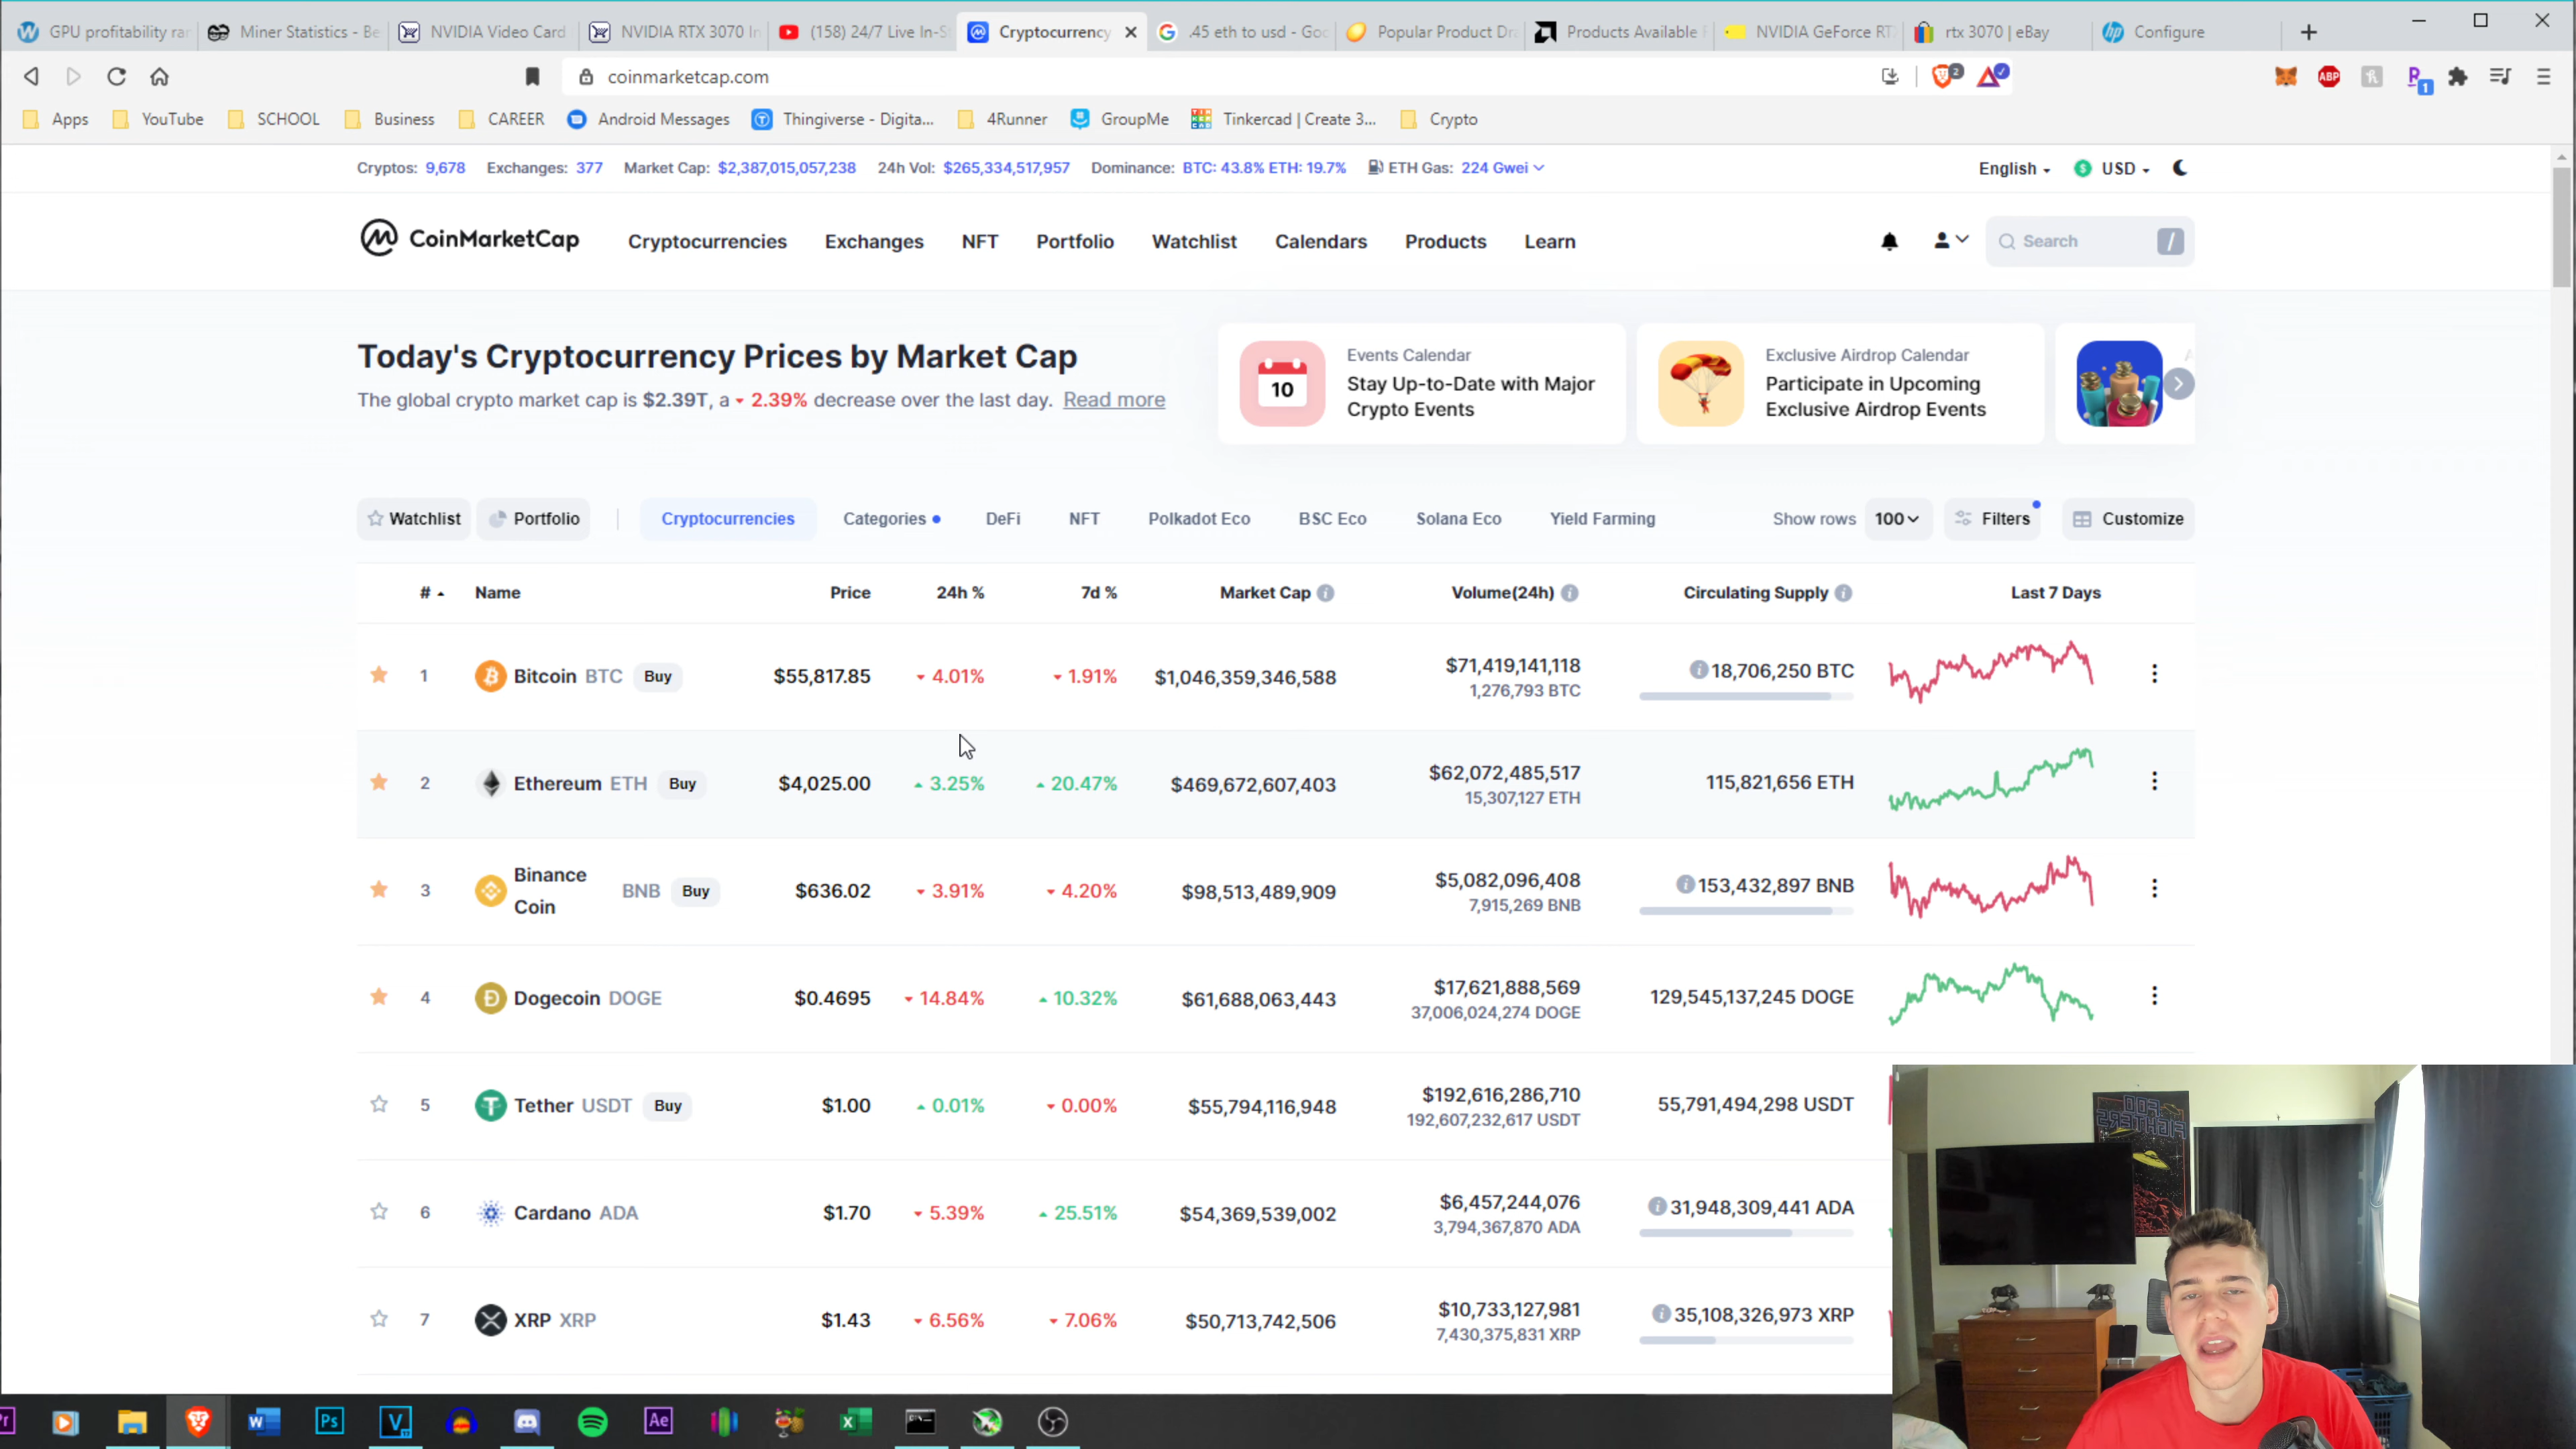 GPU profitability ran
Miner Statistics - Be
NVIDIA Video Card
NVIDIA RTX 3070 In
(158) 24/7 Live In-S
Cryptocurrency
.45 eth to usd - Goo
Popular Product Dra
Products Available
NVIDIA GeForce RT
rtx 3070 | eBay
Configure
coinmarketcap.com
2
ABP
1
Apps YouTube SCHOOL Business CAREER Android Messages Thingiverse - Digita... 4Runner GroupMe Tinkercad | Create 3... Crypto
Cryptos: 9,678 Exchanges: 377 Market Cap: $2,387,015,057,238 24h Vol: $265,334,517,957 Dominance: BTC: 43.8% ETH: 19.7% ETH Gas: 224 Gwei English USD
CoinMarketCap Cryptocurrencies Exchanges NFT Portfolio Watchlist Calendars Products Learn Search /
Today's Cryptocurrency Prices by Market Cap
The global crypto market cap is $2.39T, a 2.39% decrease over the last day. Read more
10
Events Calendar
Stay Up-to-Date with Major
Crypto Events
Exclusive Airdrop Calendar
Participate in Upcoming
Exclusive Airdrop Events
Watchlist Portfolio Cryptocurrencies Categories DeFi NFT Polkadot Eco BSC Eco Solana Eco Yield Farming Show rows 100 Filters Customize
# Name Price 24h % 7d % Market Cap Volume(24h) Circulating Supply Last 7 Days
1 Bitcoin BTC Buy $55,817.85 4.01% 1.91% $1,046,359,346,588 $71,419,141,118 18,706,250 BTC
1,276,793 BTC
2 Ethereum ETH Buy $4,025.00 3.25% 20.47% $469,672,607,403 $62,072,485,517 115,821,656 ETH
15,307,127 ETH
3 Binance Coin BNB Buy $636.02 3.91% 4.20% $98,513,489,909 $5,082,096,408 153,432,897 BNB
7,915,269 BNB
4 Dogecoin DOGE $0.4695 14.84% 10.32% $61,688,063,443 $17,621,888,569 129,545,137,245 DOGE
37,006,024,274 DOGE
5 Tether USDT Buy $1.00 0.01% 0.00% $55,794,116,948 $192,616,286,710 55,791,494,298 USDT
192,607,232,617 USDT
6 Cardano ADA $1.70 5.39% 25.51% $54,369,539,002 $6,457,244,076 31,948,309,441 ADA
3,794,367,870 ADA
7 XRP XRP $1.43 6.56% 7.06% $50,713,742,506 $10,733,127,981 35,108,326,973 XRP
7,430,375,831 XRP
FOO
FIGHTERS
Pr
Ps
Ae